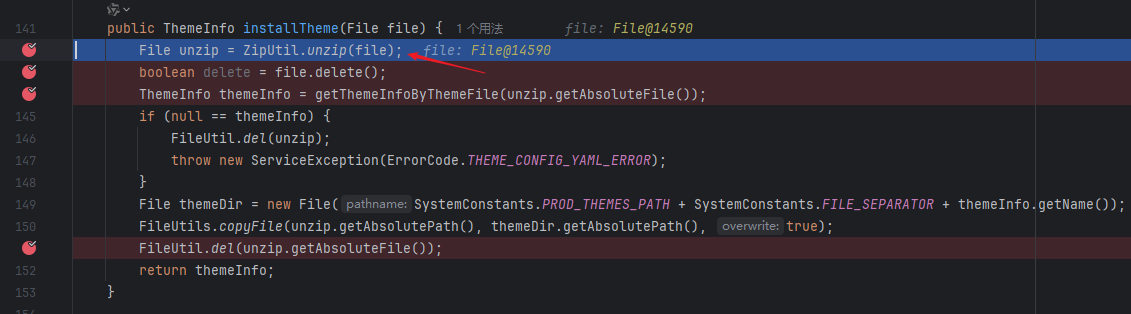 141 public ThemeInfo installTheme(File file) { 1 个用法 file: File@14590
File unzip = ZipUtil.unzip(file); file: File@14590
boolean delete = file.delete();
ThemeInfo themeInfo = getThemeInfoByThemeFile(unzip.getAbsoluteFile());
145 if (null == themeInfo) {
146 FileUtil.del(unzip);
147 throw new ServiceException(ErrorCode.THEME_CONFIG_YAML_ERROR);
148 }
149 File themeDir = new File( pathname: SystemConstants.PROD_THEMES_PATH + SystemConstants.FILE_SEPARATOR + themeInfo.getName());
150 FileUtils.copyFile(unzip.getAbsolutePath(), themeDir.getAbsolutePath(), overwrite: true);
FileUtil.del(unzip.getAbsoluteFile());
152 return themeInfo;
153 }